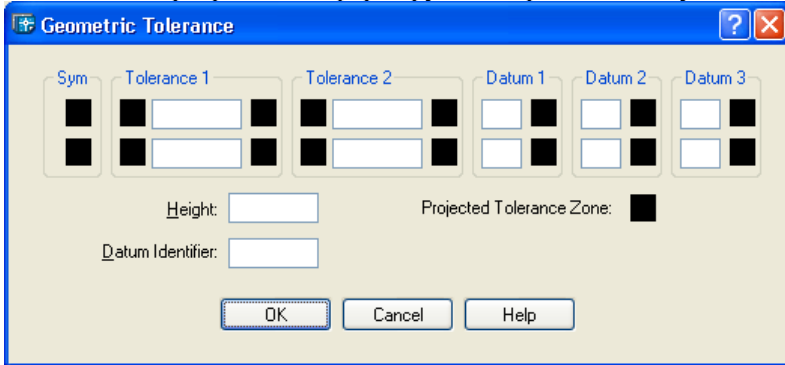 Geometric Tolerance
Sym Tolerance 1 Tolerance 2 Datum 1 Datum 2 Datum 3
Height: Projected Tolerance Zone:
Datum Identifier:
OK Cancel Help